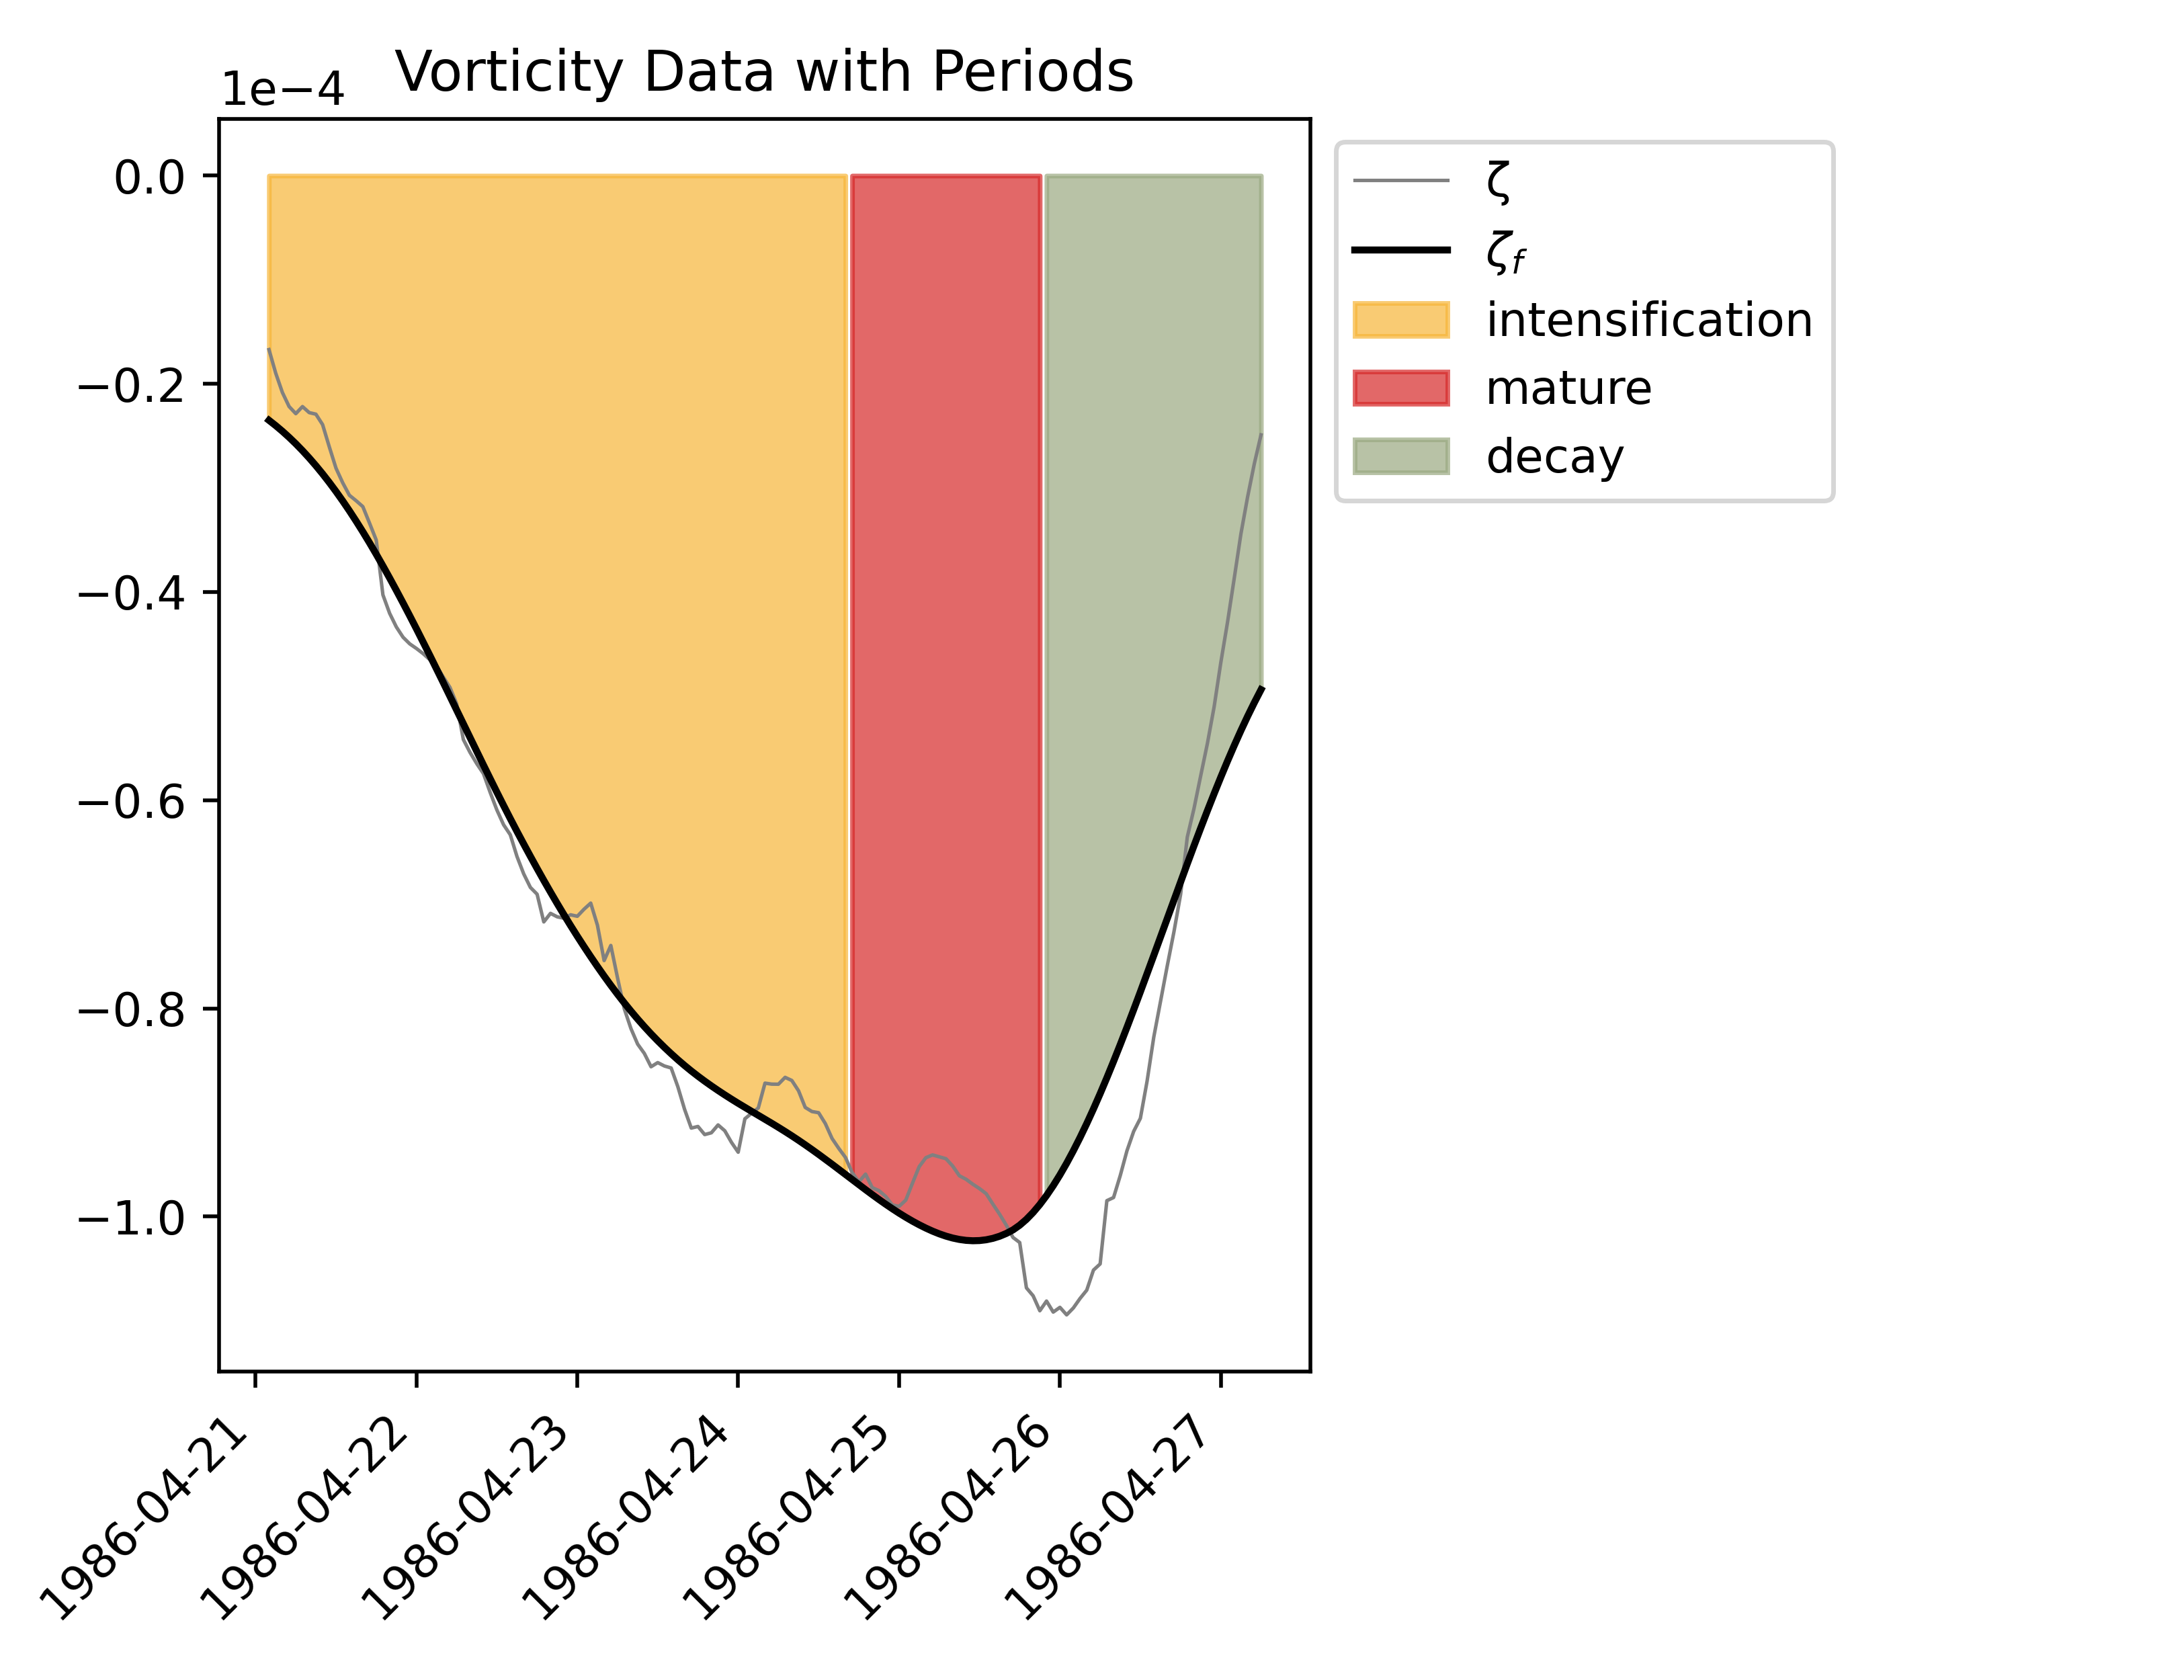 Vorticity Data with Periods
1e−4
0.0
−0.2
−0.4
−0.6
−0.8
−1.0
1986-04-21
1986-04-22
1986-04-23
1986-04-24
1986-04-25
1986-04-26
1986-04-27
ζ
ζf
intensification
mature
decay